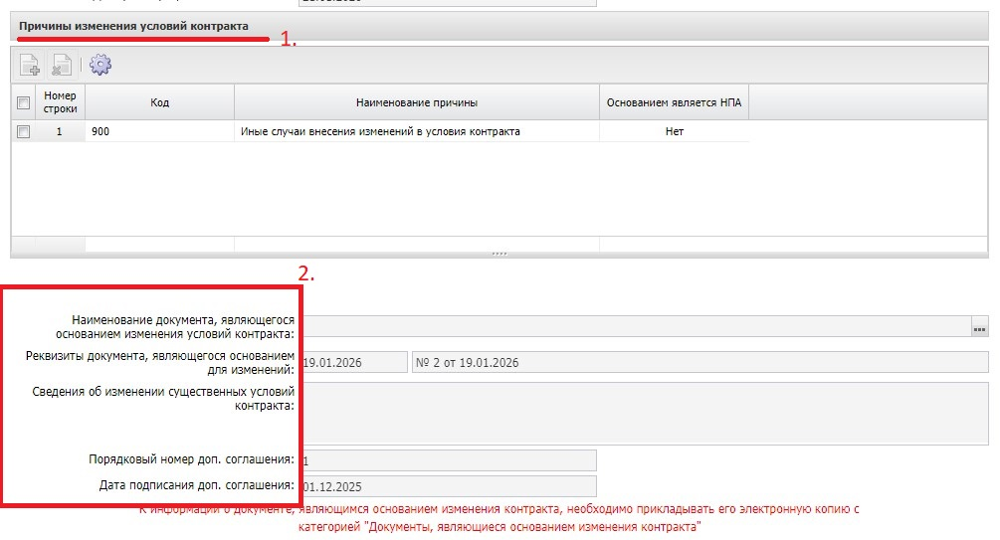 Причины изменения условий контракта
1.
Номер строки
Код
Наименование причины
Основанием является НПА
1
900
Иные случаи внесения изменений в условия контракта
Нет
2.
Наименование документа, являющегося
основанием изменения условий контракта:
...
Реквизиты документа, являющегося основанием
для изменений:
19.01.2026
№ 2 от 19.01.2026
Сведения об изменении существенных условий
контракта:
Порядковый номер доп. соглашения:
1
Дата подписания доп. соглашения:
01.12.2025
К информации о документе, являющимся основанием изменения контракта, необходимо прикладывать его электронную копию с
категорией "Документы, являющиеся основанием изменения контракта"